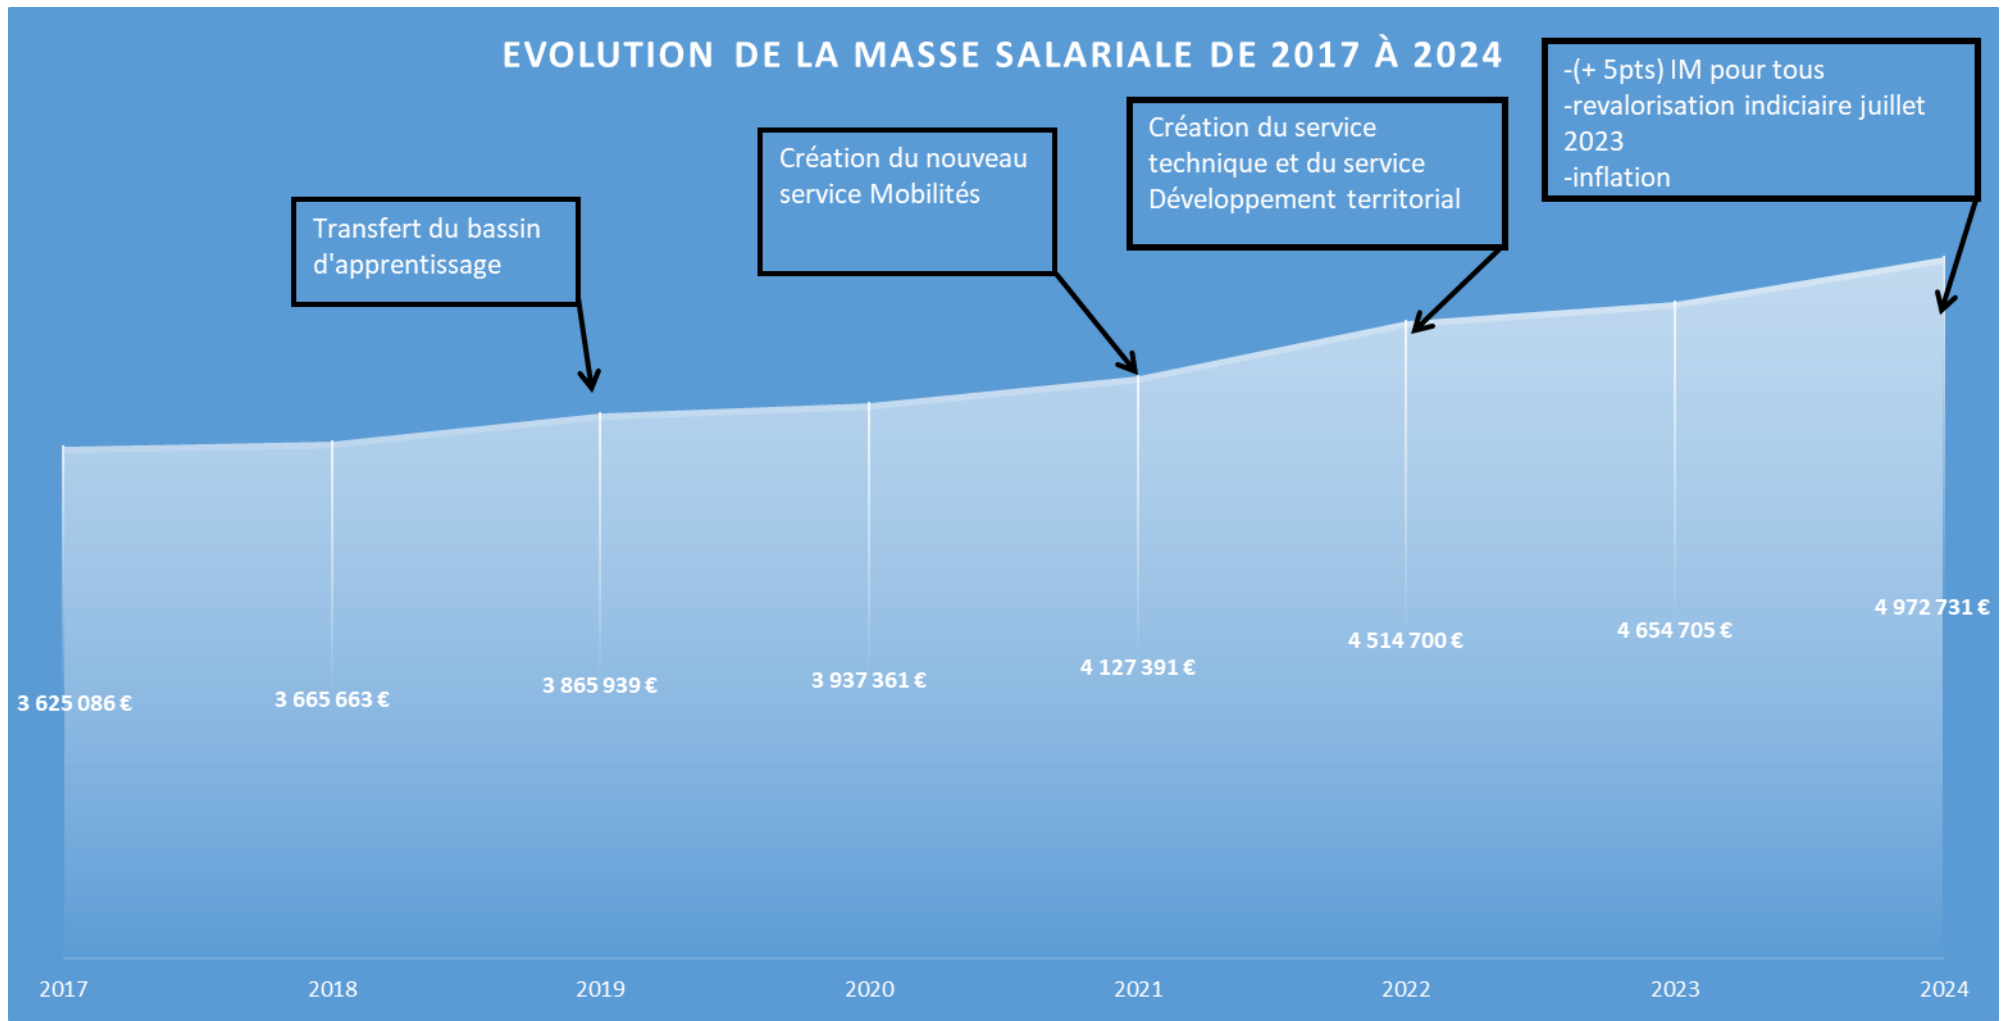 EVOLUTION DE LA MASSE SALARIALE DE 2017 À 2024
-(+ 5pts) IM pour tous
-revalorisation indiciaire juillet
2023
-inflation
Création du service
technique et du service
Développement territorial
Création du nouveau
service Mobilités
Transfert du bassin
d'apprentissage
3 625 086 €
3 665 663 €
3 865 939 €
3 937 361 €
4 127 391 €
4 514 700 €
4 654 705 €
4 972 731 €
2017
2018
2019
2020
2021
2022
2023
2024